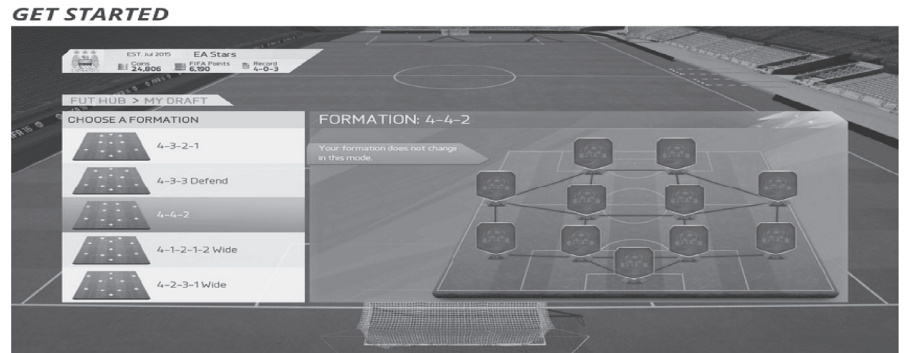 GET STARTED
EST. Jul 2015 EA Stars
Coins 24,806 FIFA Points 6,190 Record 4-0-3
FUT HUB > MY DRAFT
CHOOSE A FORMATION
4-3-2-1
4-3-3 Defend
4-4-2
4-1-2-1-2 Wide
4-2-3-1 Wide
FORMATION: 4-4-2
Your formation does not change
in this mode.